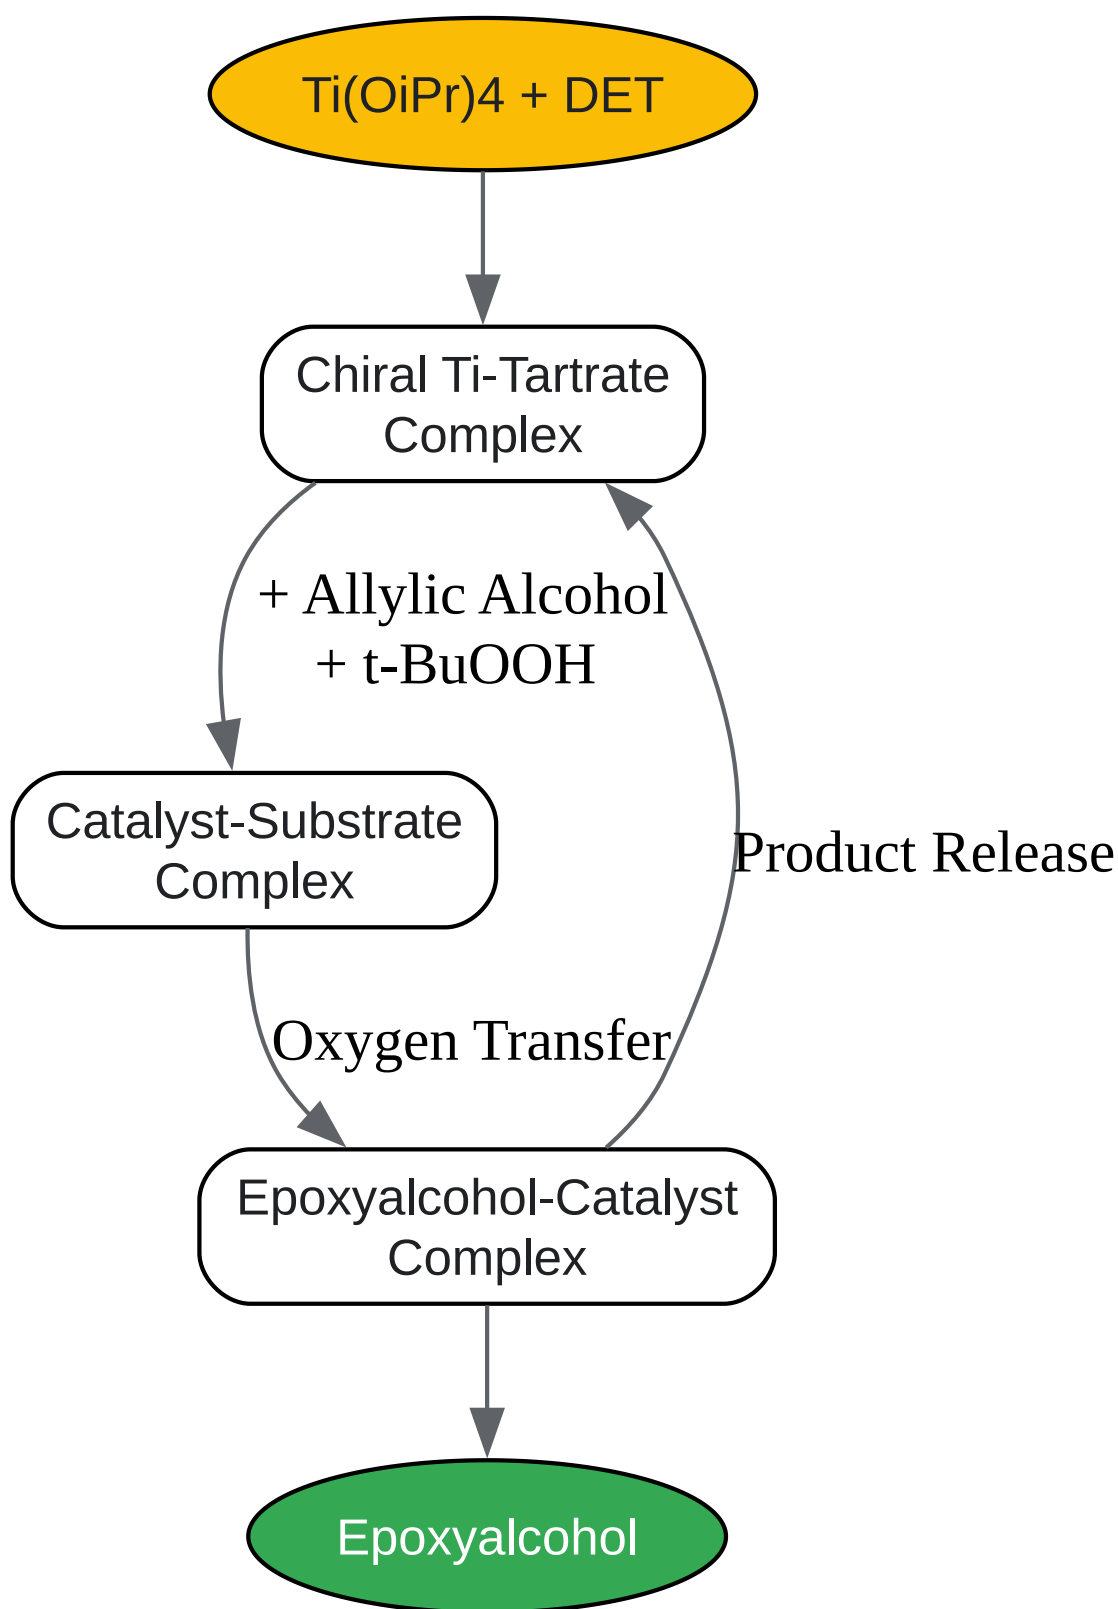 Ti(OiPr)4 + DET
Chiral Ti-Tartrate
Complex
+ Allylic Alcohol
+ t-BuOOH
Catalyst-Substrate
Complex
Product Release
Oxygen Transfer
Epoxyalcohol-Catalyst
Complex
Epoxyalcohol